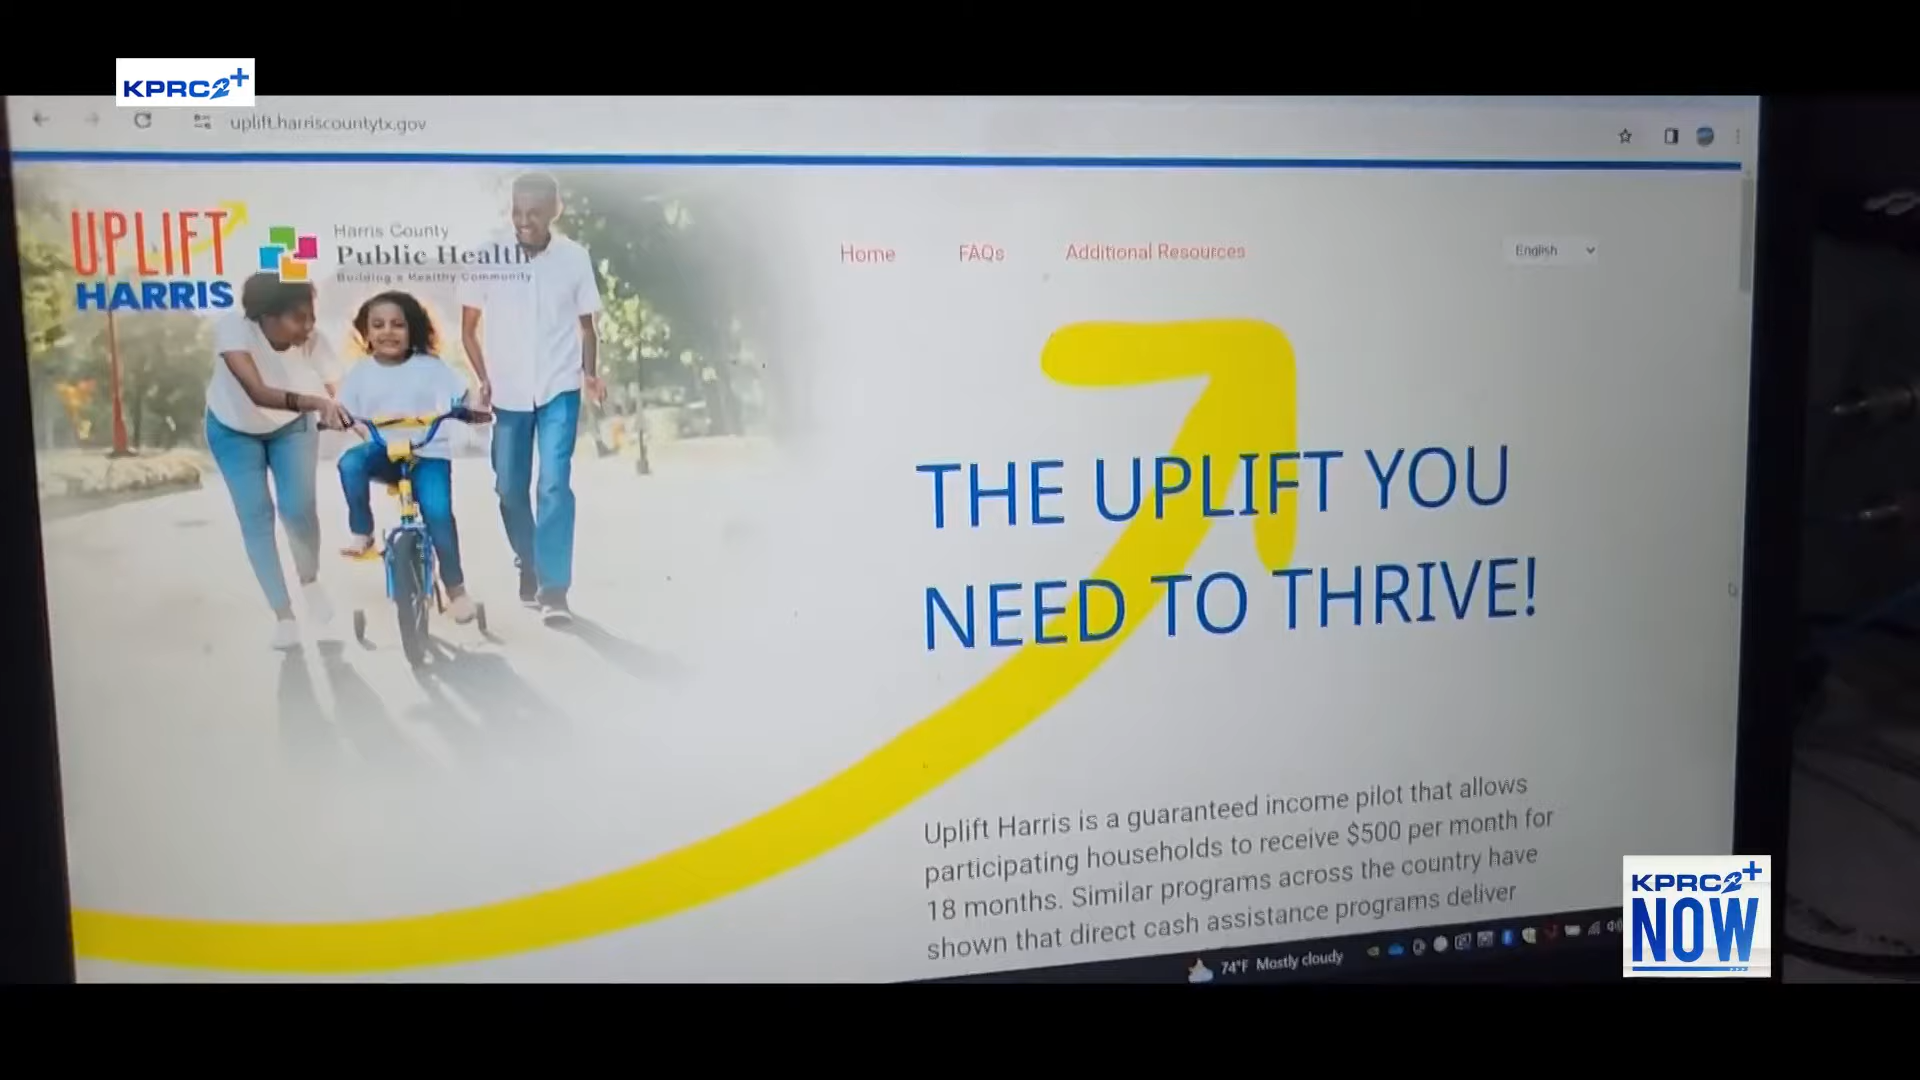 KPRC2+
uplift.harriscountytx.gov
UPLIFT
HARRIS
Harris County
Public Health
Building a Healthy Community
Home
FAQs
Additional Resources
English
THE UPLIFT YOU
NEED TO THRIVE!
Uplift Harris is a guaranteed income pilot that allows
participating households to receive $500 per month for
18 months. Similar programs across the country have
shown that direct cash assistance programs deliver
74°F Mostly cloudy
KPRC2+
NOW